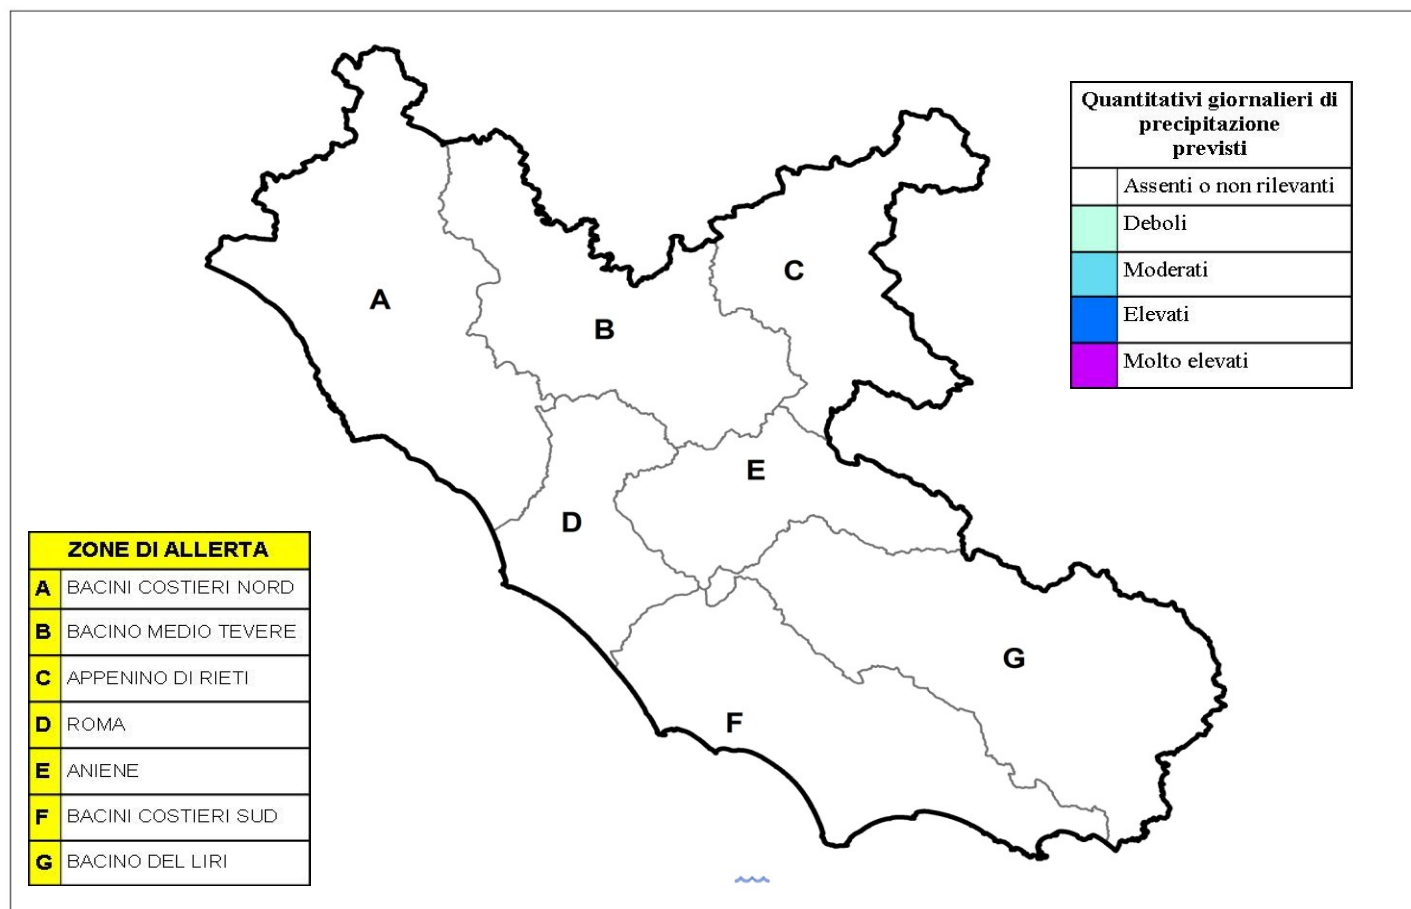 Quantitativi giornalieri di
precipitazione
previsti
Assenti o non rilevanti
Deboli
Moderati
Elevati
Molto elevati
A
B
C
D
E
F
G
ZONE DI ALLERTA
A BACINI COSTIERI NORD
B BACINO MEDIO TEVERE
C APPENINO DI RIETI
D ROMA
E ANIENE
F BACINI COSTIERI SUD
G BACINO DEL LIRI